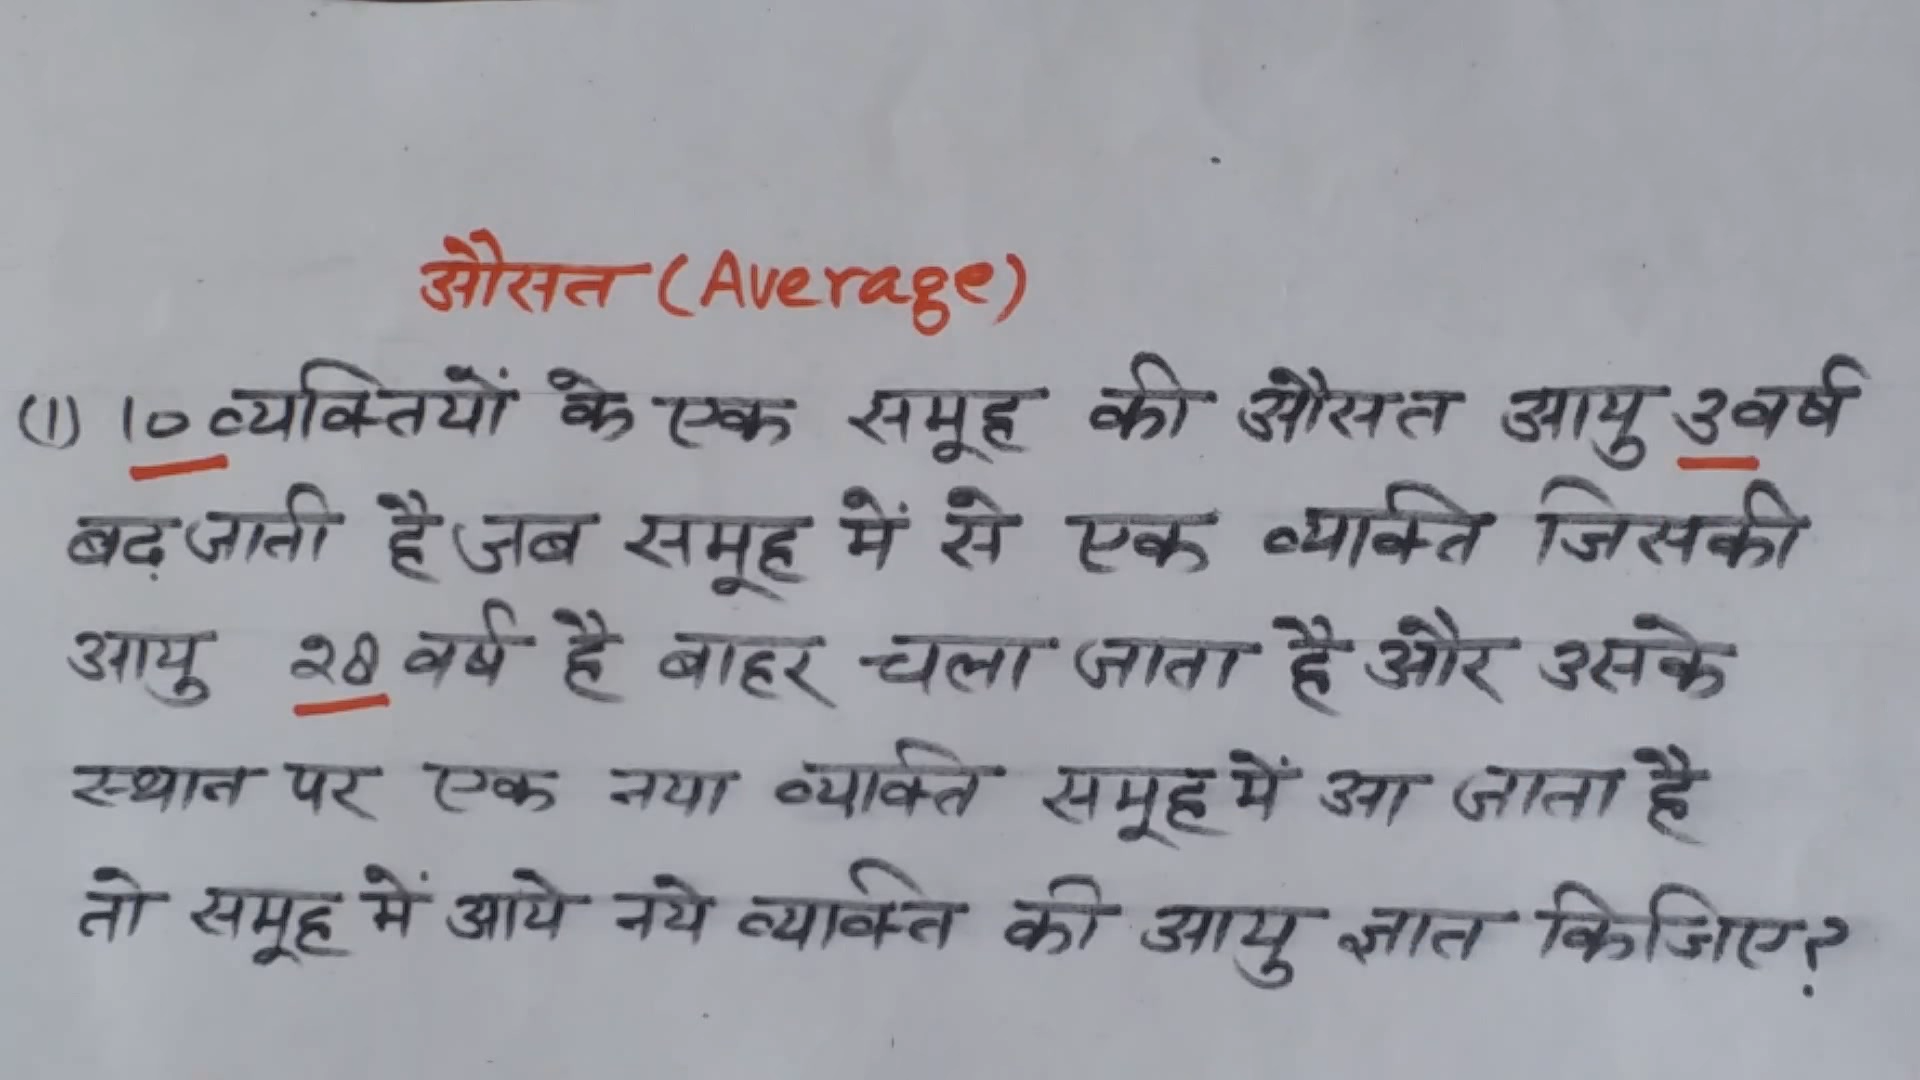 औसत (Average)
(1) 10 व्यक्तियों के एक समूह की औसत आयु 3 वर्ष
बढ़ जाती है जब समूह में से एक व्यक्ति जिसकी
आयु 28 वर्ष है बाहर चला जाता है और उसके
स्थान पर एक नया व्यक्ति समूह में आ जाता है
तो समूह में आये नये व्यक्ति की आयु ज्ञात किजिए?